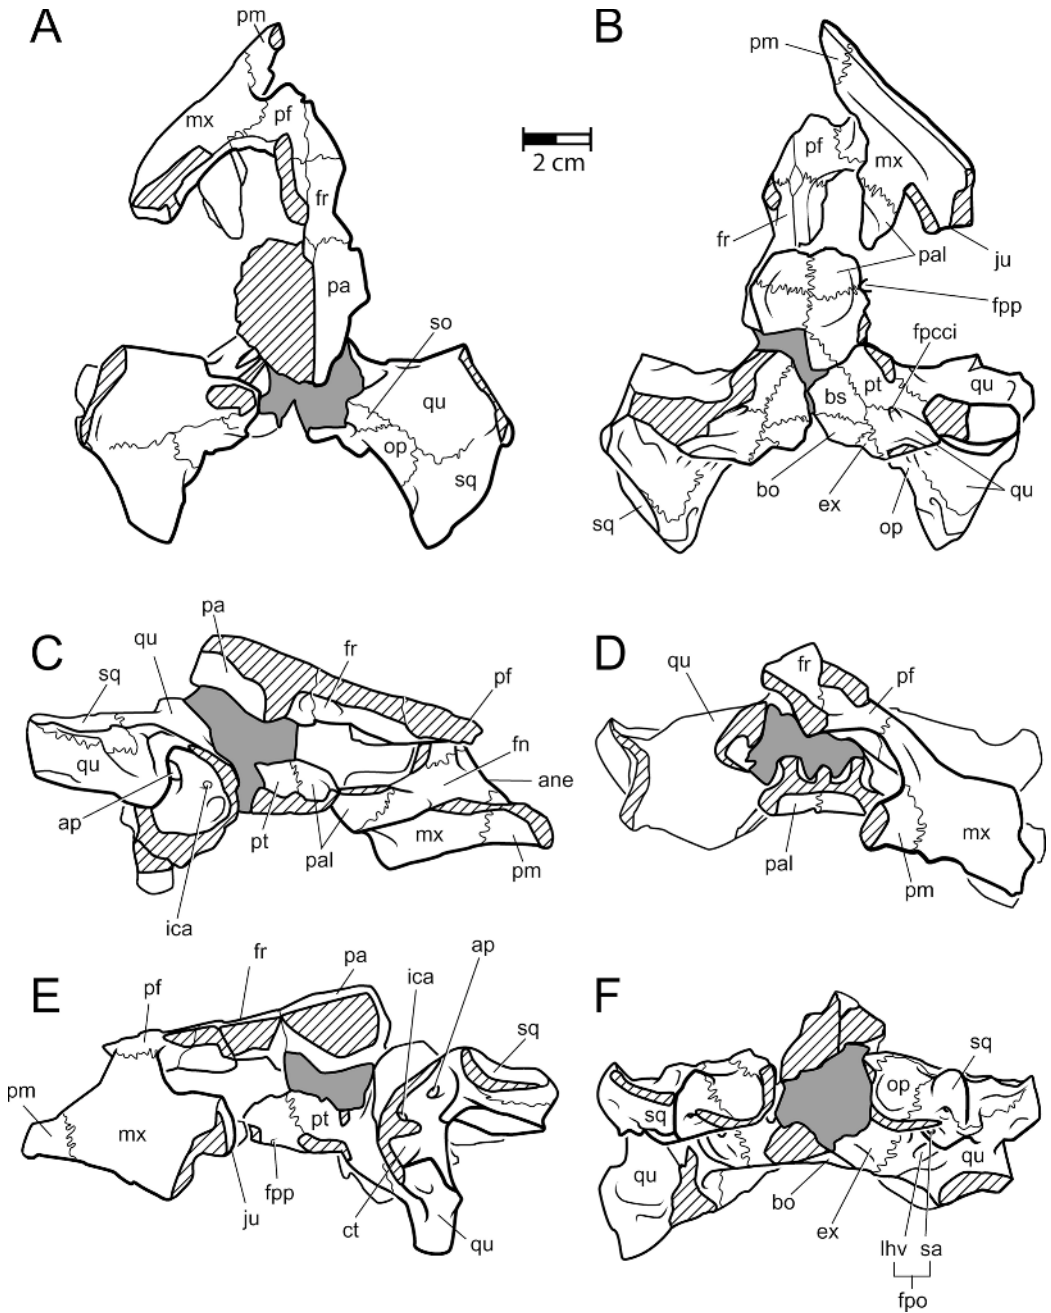 A
pm
mx
pf
fr
pa
so
qu
op
sq
2 cm
B
pm
pf
mx
fr
pal
ju
fpp
fpcci
pt
qu
bs
bo
ex
op
qu
sq
C
pa
qu
fr
sq
pf
qu
fn
ane
ap
pt
pal
mx
pm
ica
D
qu
fr
pf
pal
mx
pm
E
pf
fr
pa
ica
ap
sq
pm
mx
pt
ju
fpp
ct
qu
F
sq
op
sq
qu
qu
bo
ex
lhv sa
fpo